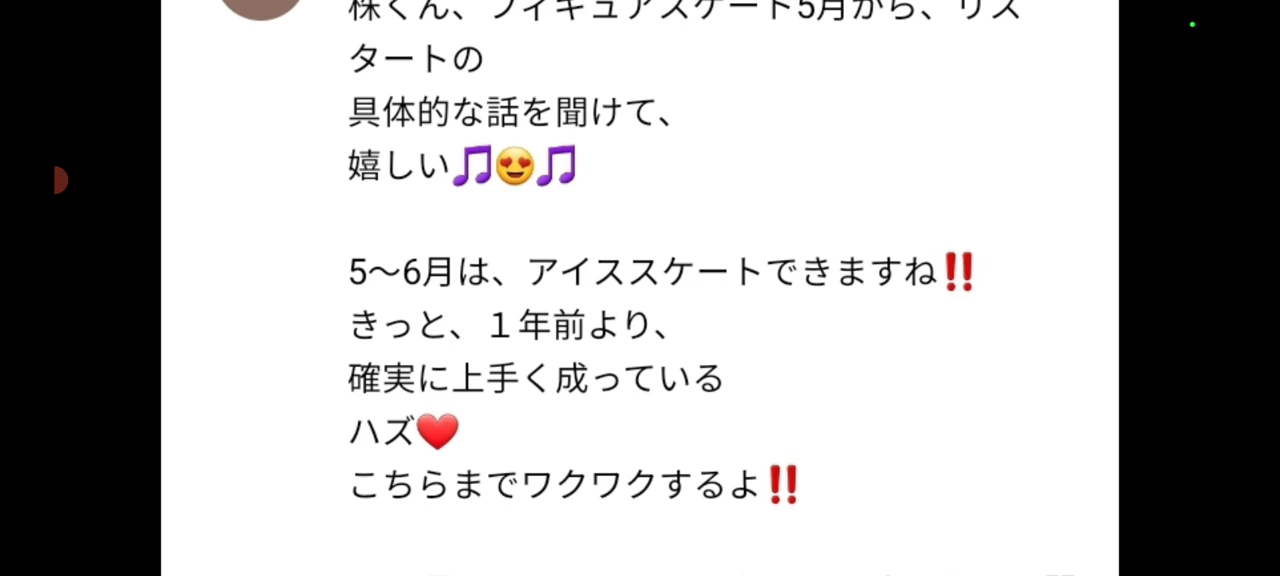 株くん、フィギュアスケート5月から、リス
タートの
具体的な話を聞けて、
嬉しい🎵😍🎵
5〜6月は、アイススケートできますね‼️
きっと、１年前より、
確実に上手く成っている
ハズ❤️
こちらまでワクワクするよ‼️